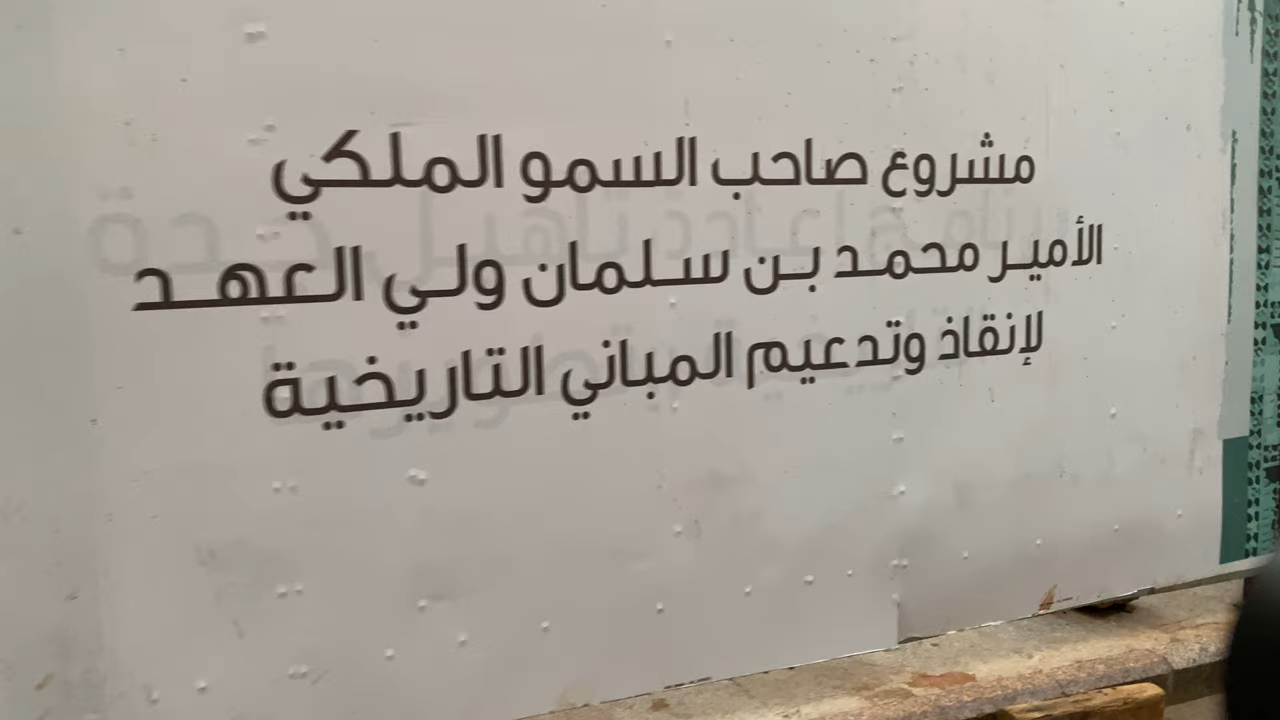 مشروع صاحب السمو الملكي
الأمير محمد بن سلمان ولي العهد
لإنقاذ وتدعيم المباني التاريخية